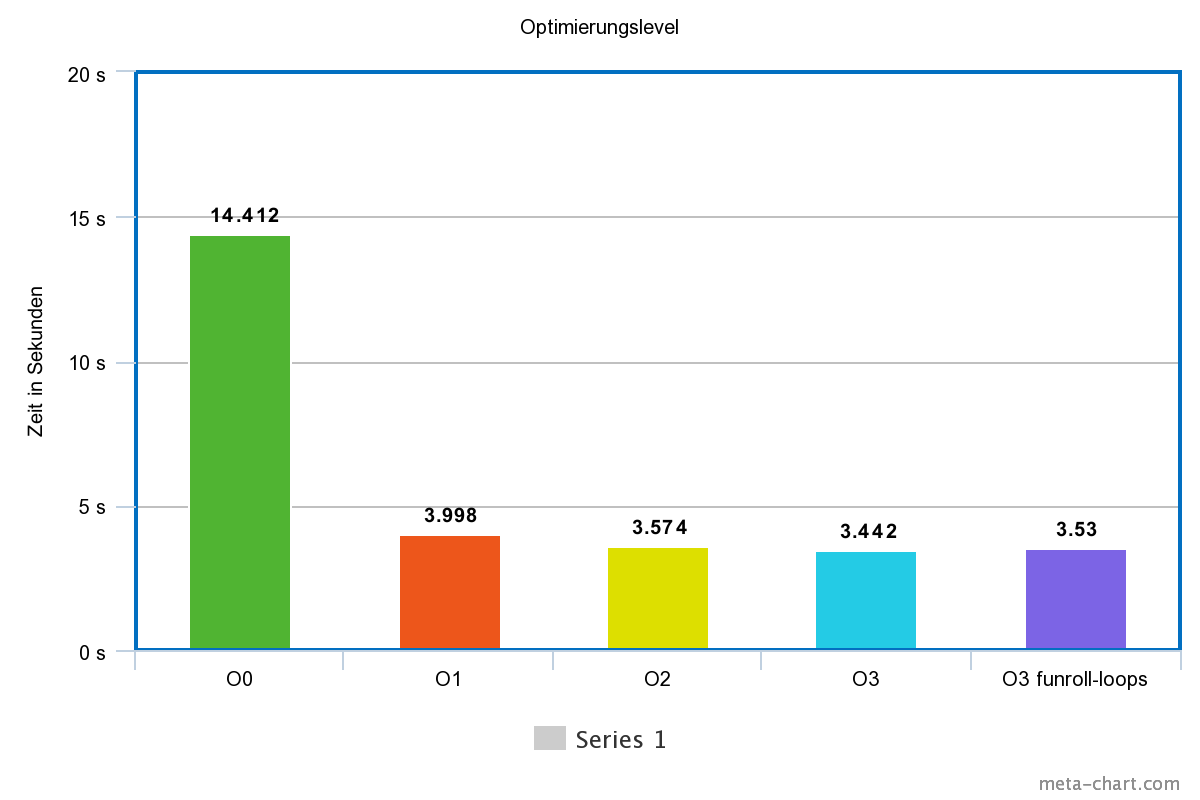 Optimierungslevel
Zeit in Sekunden
20 s
15 s
10 s
5 s
0 s
14.412
3.998
3.574
3.442
3.53
O0
O1
O2
O3
O3 funroll-loops
Series 1
meta-chart.com